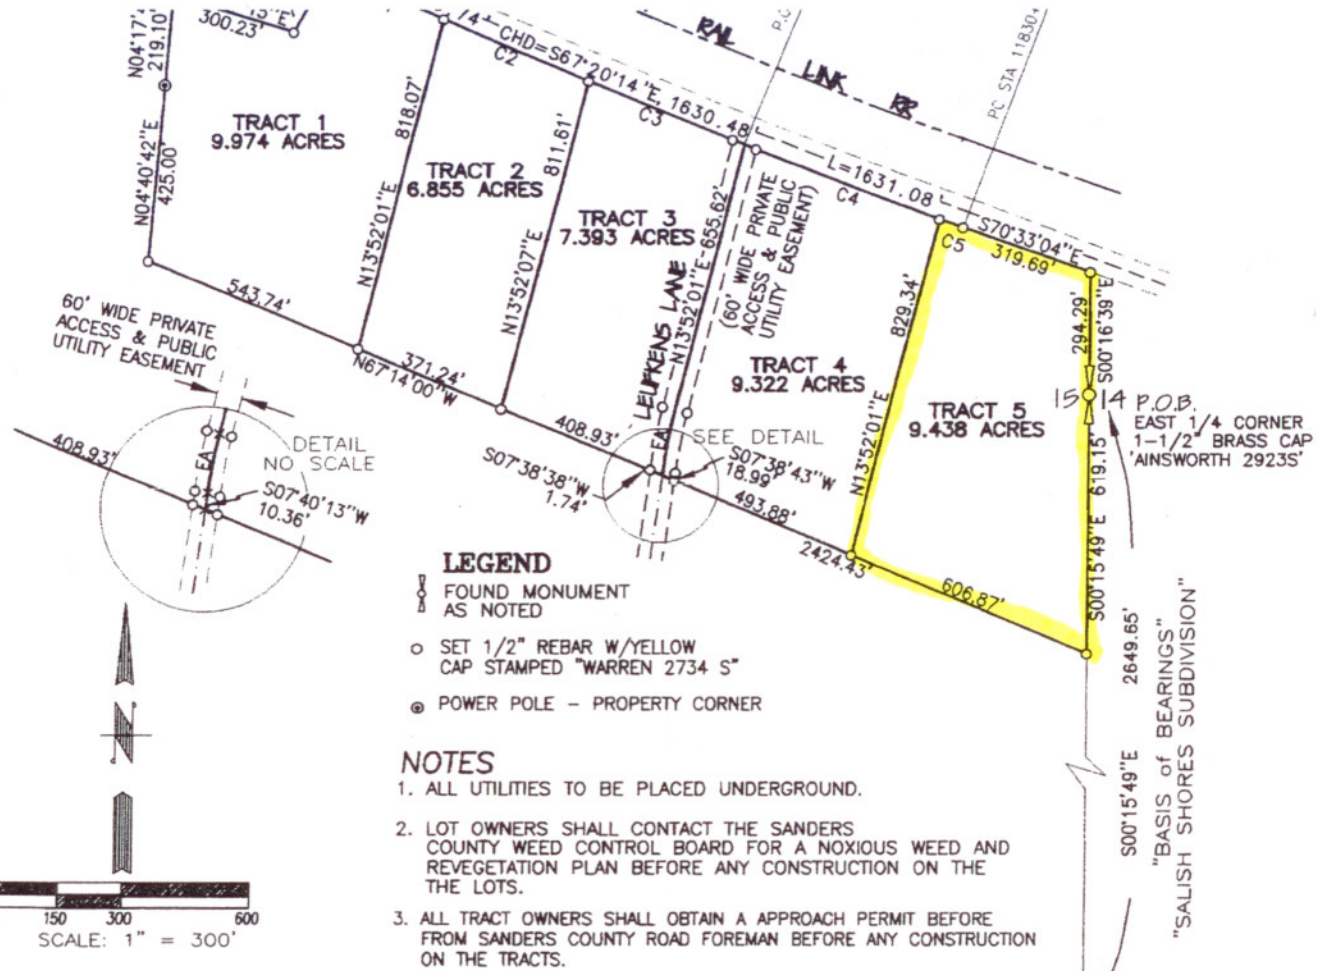 300.23'
N04°17'
219.10'
74'
CHD=S67°20'14"E, 1630.48'
RAIL LINK RR
P.C
PC STA 11830+
C2
C3
L=1631.08'
C4
C5
S70°33'04"E
319.69'
TRACT 1
9.974 ACRES
818.07'
N13°52'01"E
N04°40'42"E
425.00'
TRACT 2
6.855 ACRES
811.61'
N13°52'07"E
TRACT 3
7.393 ACRES
N13°52'01"E-655.62'
LEUFKENS LANE
(60' WIDE PRIVATE
ACCESS & PUBLIC
UTILITY EASEMENT)
TRACT 4
9.322 ACRES
829.34'
N13°52'01"E
TRACT 5
9.438 ACRES
294.29'
S00°16'39"E
15 14 P.O.B.
EAST 1/4 CORNER
1-1/2" BRASS CAP
'AINSWORTH 2923S'
S00°15'49"E 619.15'
543.74'
371.24'
N67°14'00"W
408.93'
EA
SEE DETAIL
S07°38'43"W
18.99'
S07°38'38"W
1.74'
493.88'
2424.43'
606.87'
60' WIDE PRIVATE
ACCESS & PUBLIC
UTILITY EASEMENT
408.93'
EA
DETAIL
NO SCALE
S07°40'13"W
10.36'
LEGEND
FOUND MONUMENT
AS NOTED
SET 1/2" REBAR W/YELLOW
CAP STAMPED "WARREN 2734 S"
POWER POLE - PROPERTY CORNER
NOTES
1. ALL UTILITIES TO BE PLACED UNDERGROUND.
2. LOT OWNERS SHALL CONTACT THE SANDERS
COUNTY WEED CONTROL BOARD FOR A NOXIOUS WEED AND
REVEGETATION PLAN BEFORE ANY CONSTRUCTION ON THE
THE LOTS.
3. ALL TRACT OWNERS SHALL OBTAIN A APPROACH PERMIT BEFORE
FROM SANDERS COUNTY ROAD FOREMAN BEFORE ANY CONSTRUCTION
ON THE TRACTS.
S00°15'49"E 2649.65'
"BASIS of BEARINGS"
"SALISH SHORES SUBDIVISION"
N
150 300 600
SCALE: 1" = 300'